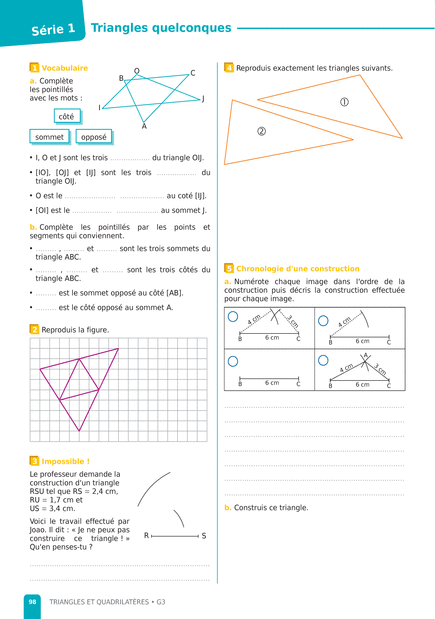 Série 1
Triangles quelconques
1 Vocabulaire
a. Complète
les pointillés
avec les mots :
côté
sommet
opposé
B
O
C
I
J
A
• I, O et J sont les trois .................. du triangle OIJ.
• [IO], [OJ] et [IJ] sont les trois .................. du
triangle OIJ.
• O est le ....................... ..................... au coté [IJ].
• [OI] est le .................. ................... au sommet J.
b. Complète les pointillés par les points et
segments qui conviennent.
• ......... , ......... et ......... sont les trois sommets du
triangle ABC.
• ......... , ......... et ......... sont les trois côtés du
triangle ABC.
• ......... est le sommet opposé au côté [AB].
• ......... est le côté opposé au sommet A.
2 Reproduis la figure.
3 Impossible !
Le professeur demande la
construction d'un triangle
RSU tel que RS = 2,4 cm,
RU = 1,7 cm et
US = 3,4 cm.
Voici le travail effectué par
Joao. Il dit : « Je ne peux pas
construire ce triangle ! »
Qu'en penses-tu ?
R
S
4 Reproduis exactement les triangles suivants.
①
②
5 Chronologie d'une construction
a. Numérote chaque image dans l'ordre de la
construction puis décris la construction effectuée
pour chaque image.
4 cm
3 cm
B
6 cm
C
4 cm
B
6 cm
C
B
6 cm
C
A
4 cm
3 cm
B
6 cm
C
b. Construis ce triangle.
98
TRIANGLES ET QUADRILATÈRES • G3